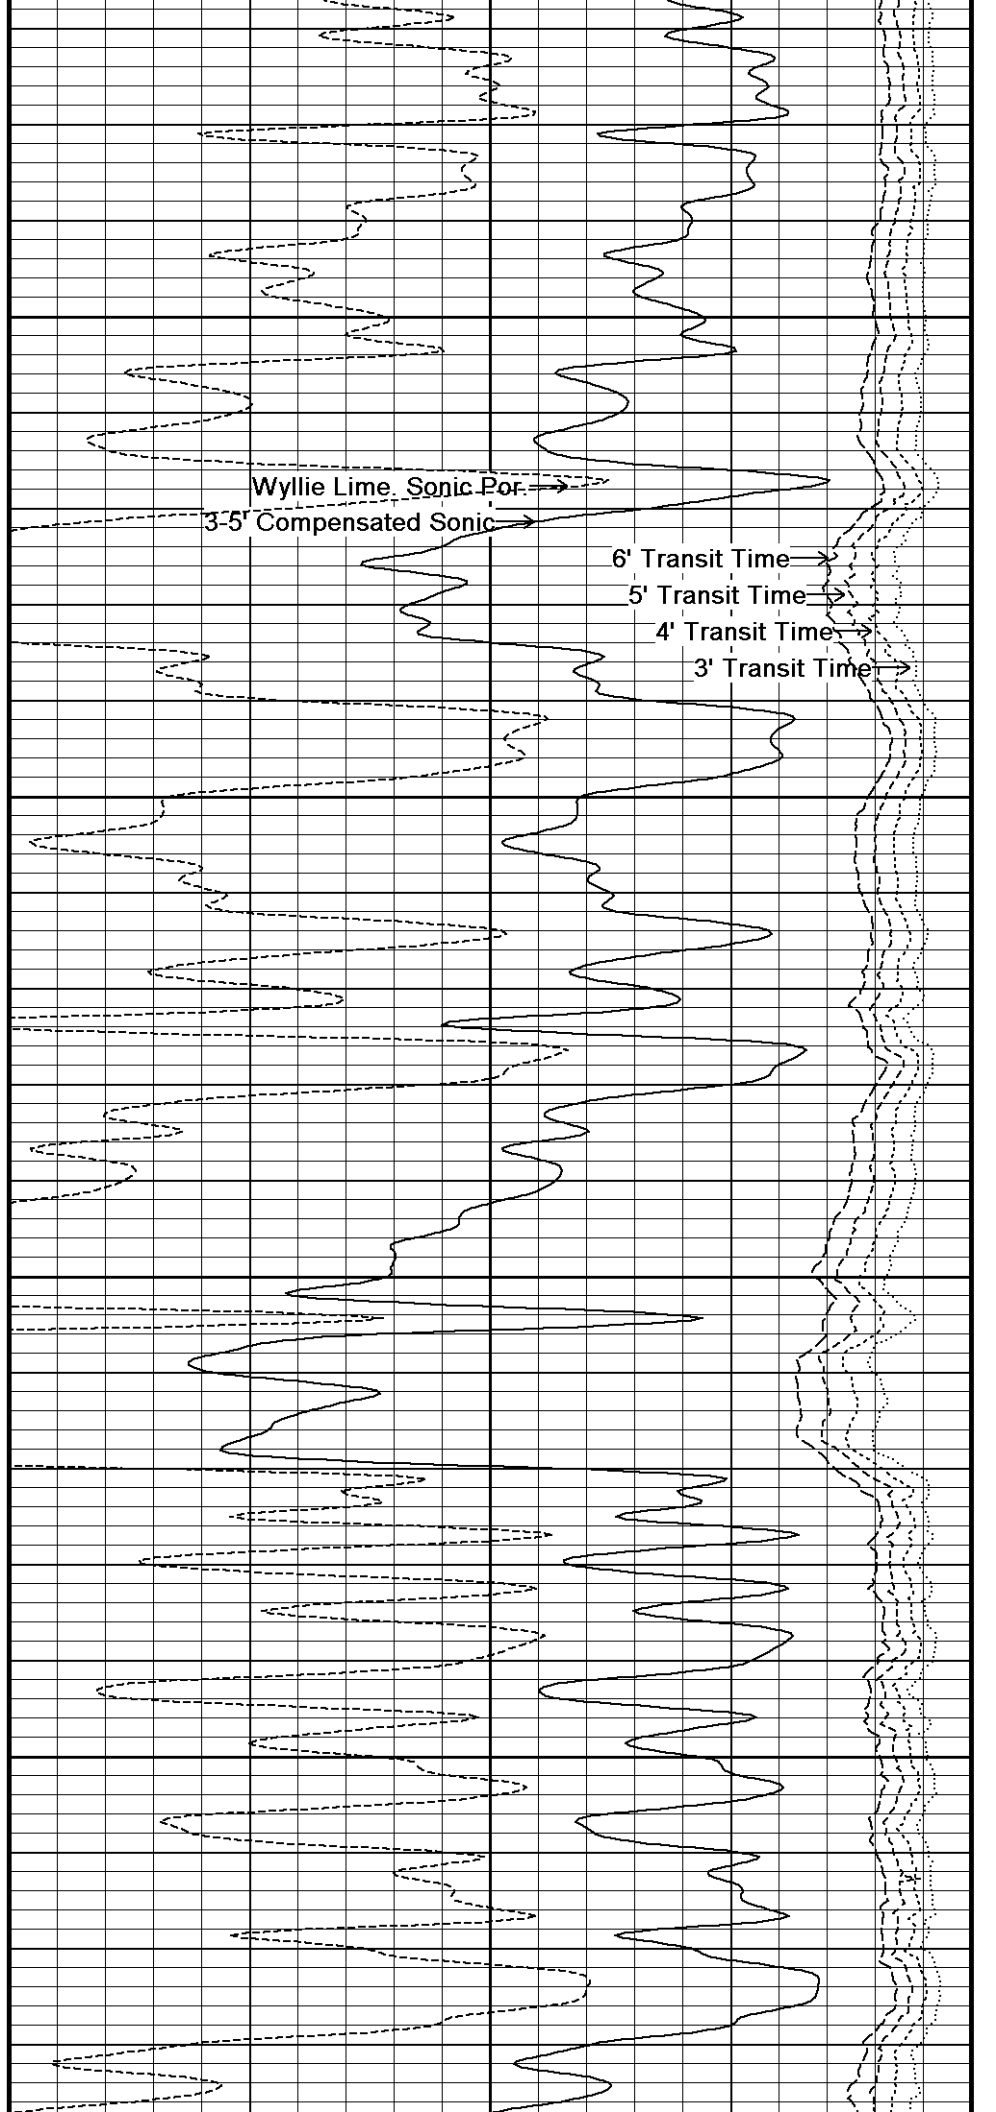 Wyllie Lime. Sonic Por.
3-5' Compensated Sonic
6' Transit Time
5' Transit Time
4' Transit Time
3' Transit Time